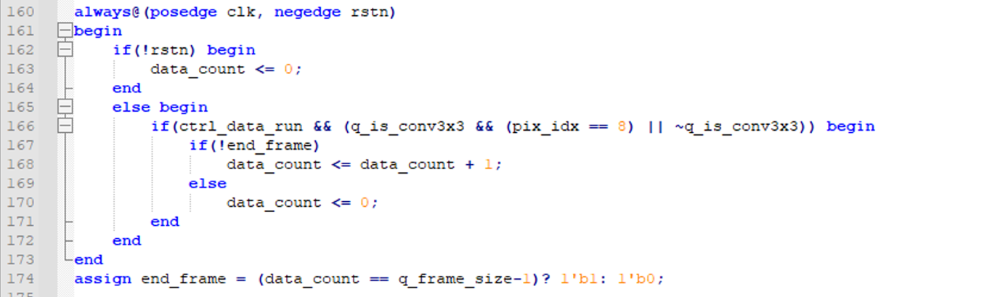 160 always@(posedge clk, negedge rstn)
161 begin
162     if(!rstn) begin
163         data_count <= 0;
164     end
165     else begin
166         if(ctrl_data_run && (q_is_conv3x3 && (pix_idx == 8) || ~q_is_conv3x3)) begin
167             if(!end_frame)
168                 data_count <= data_count + 1;
169             else
170                 data_count <= 0;
171         end
172     end
173 end
174 assign end_frame = (data_count == q_frame_size-1)? 1'b1: 1'b0;